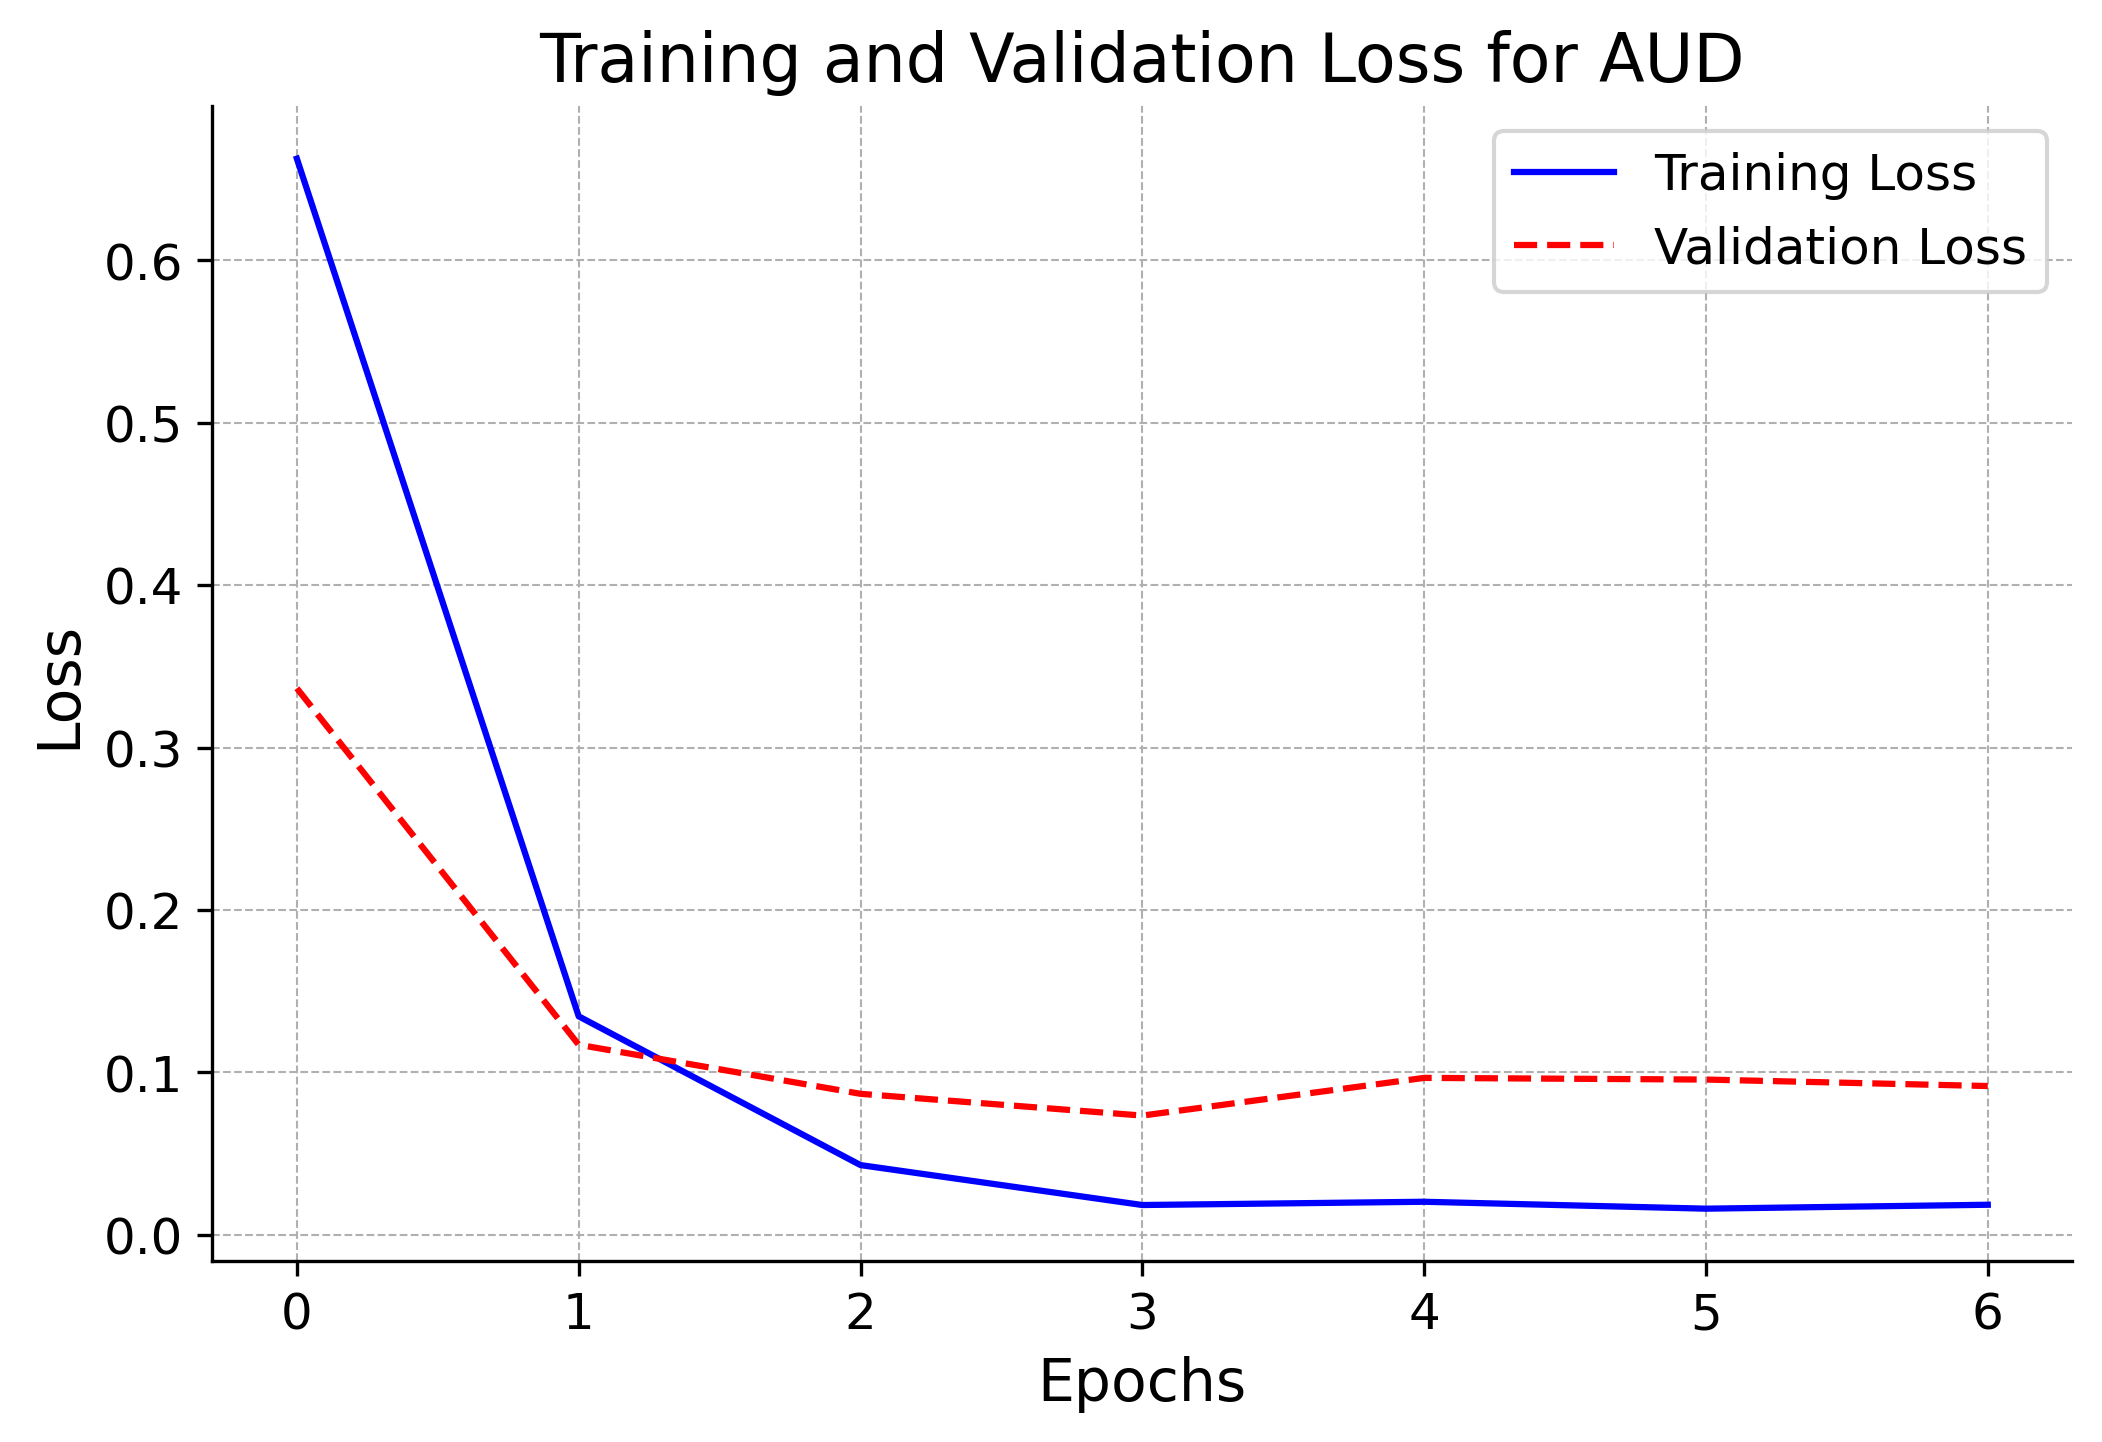 Training and Validation Loss for AUD
Training Loss
Validation Loss
Loss
0.6
0.5
0.4
0.3
0.2
0.1
0.0
0 1 2 3 4 5 6
Epochs